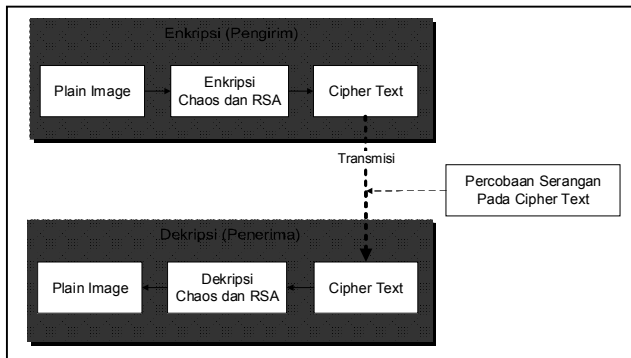 Enkripsi (Pengirim)
Plain Image
Enkripsi
Chaos dan RSA
Cipher Text
Transmisi
Percobaan Serangan
Pada Cipher Text
Dekripsi (Penerima)
Plain Image
Dekripsi
Chaos dan RSA
Cipher Text